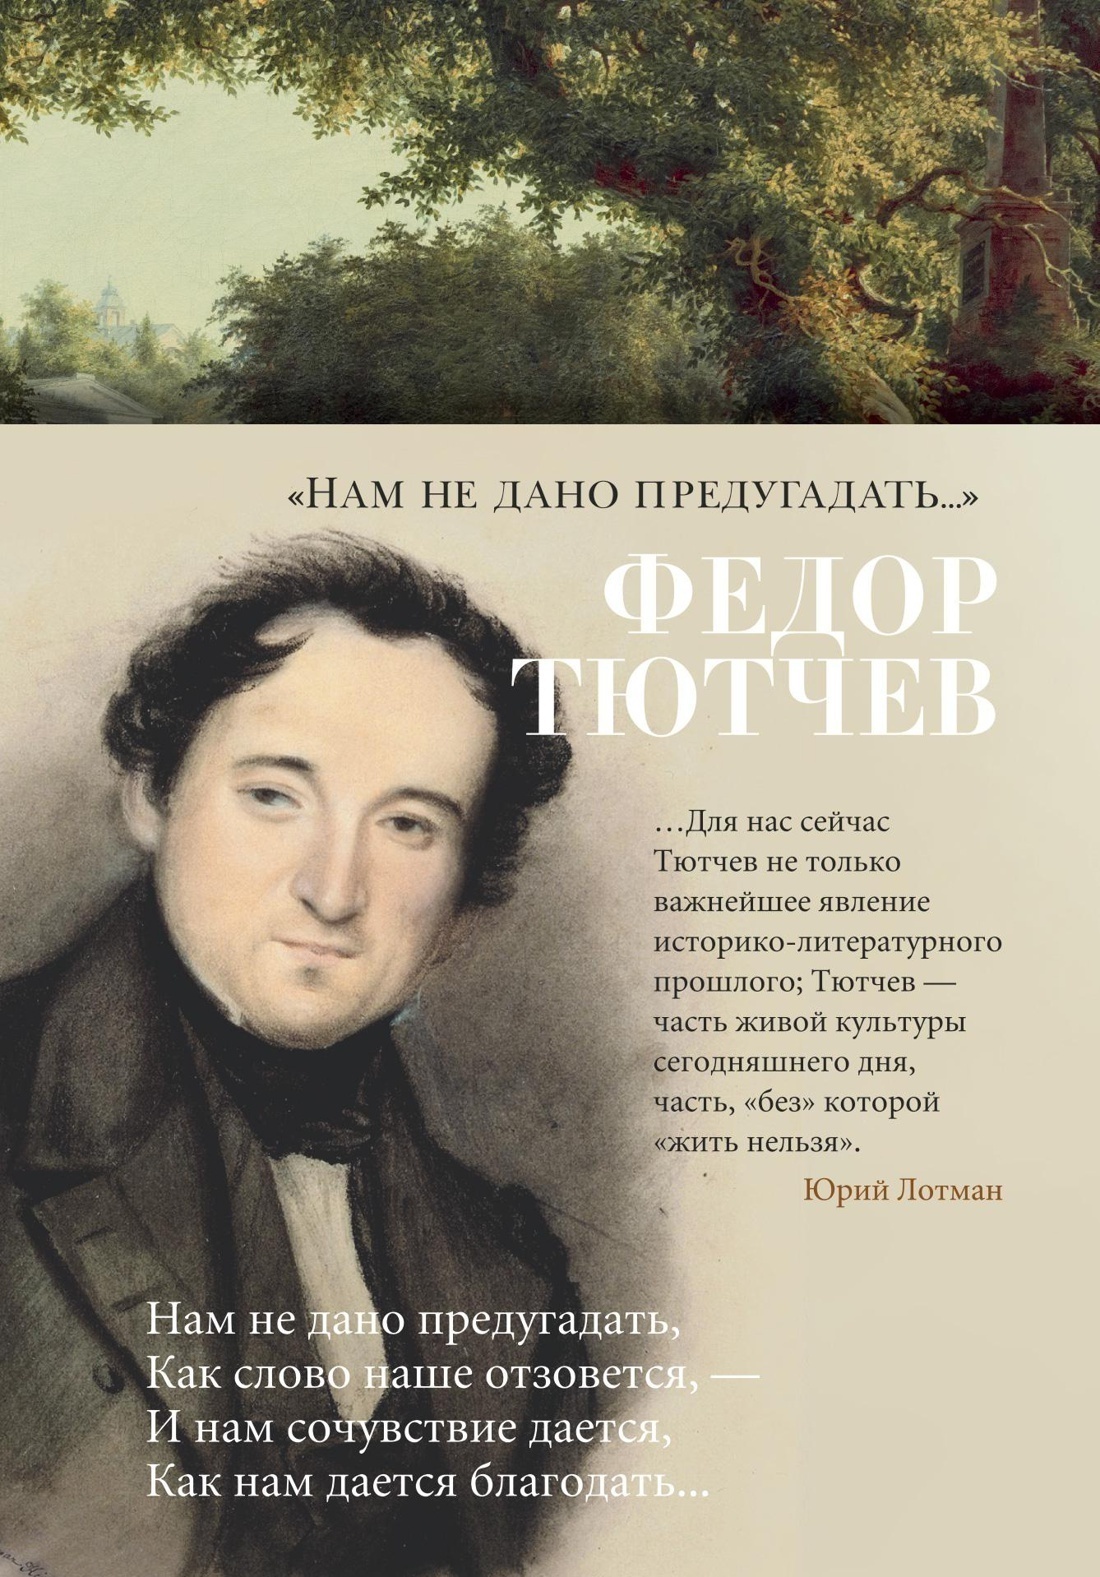 «Нам не дано предугадать...»
ФЕДОР
ТЮТЧЕВ
…Для нас сейчас
Тютчев не только
важнейшее явление
историко-литературного
прошлого; Тютчев —
часть живой культуры
сегодняшнего дня,
часть, «без» которой
«жить нельзя».
Юрий Лотман
Нам не дано предугадать,
Как слово наше отзовется, —
И нам сочувствие дается,
Как нам дается благодать...